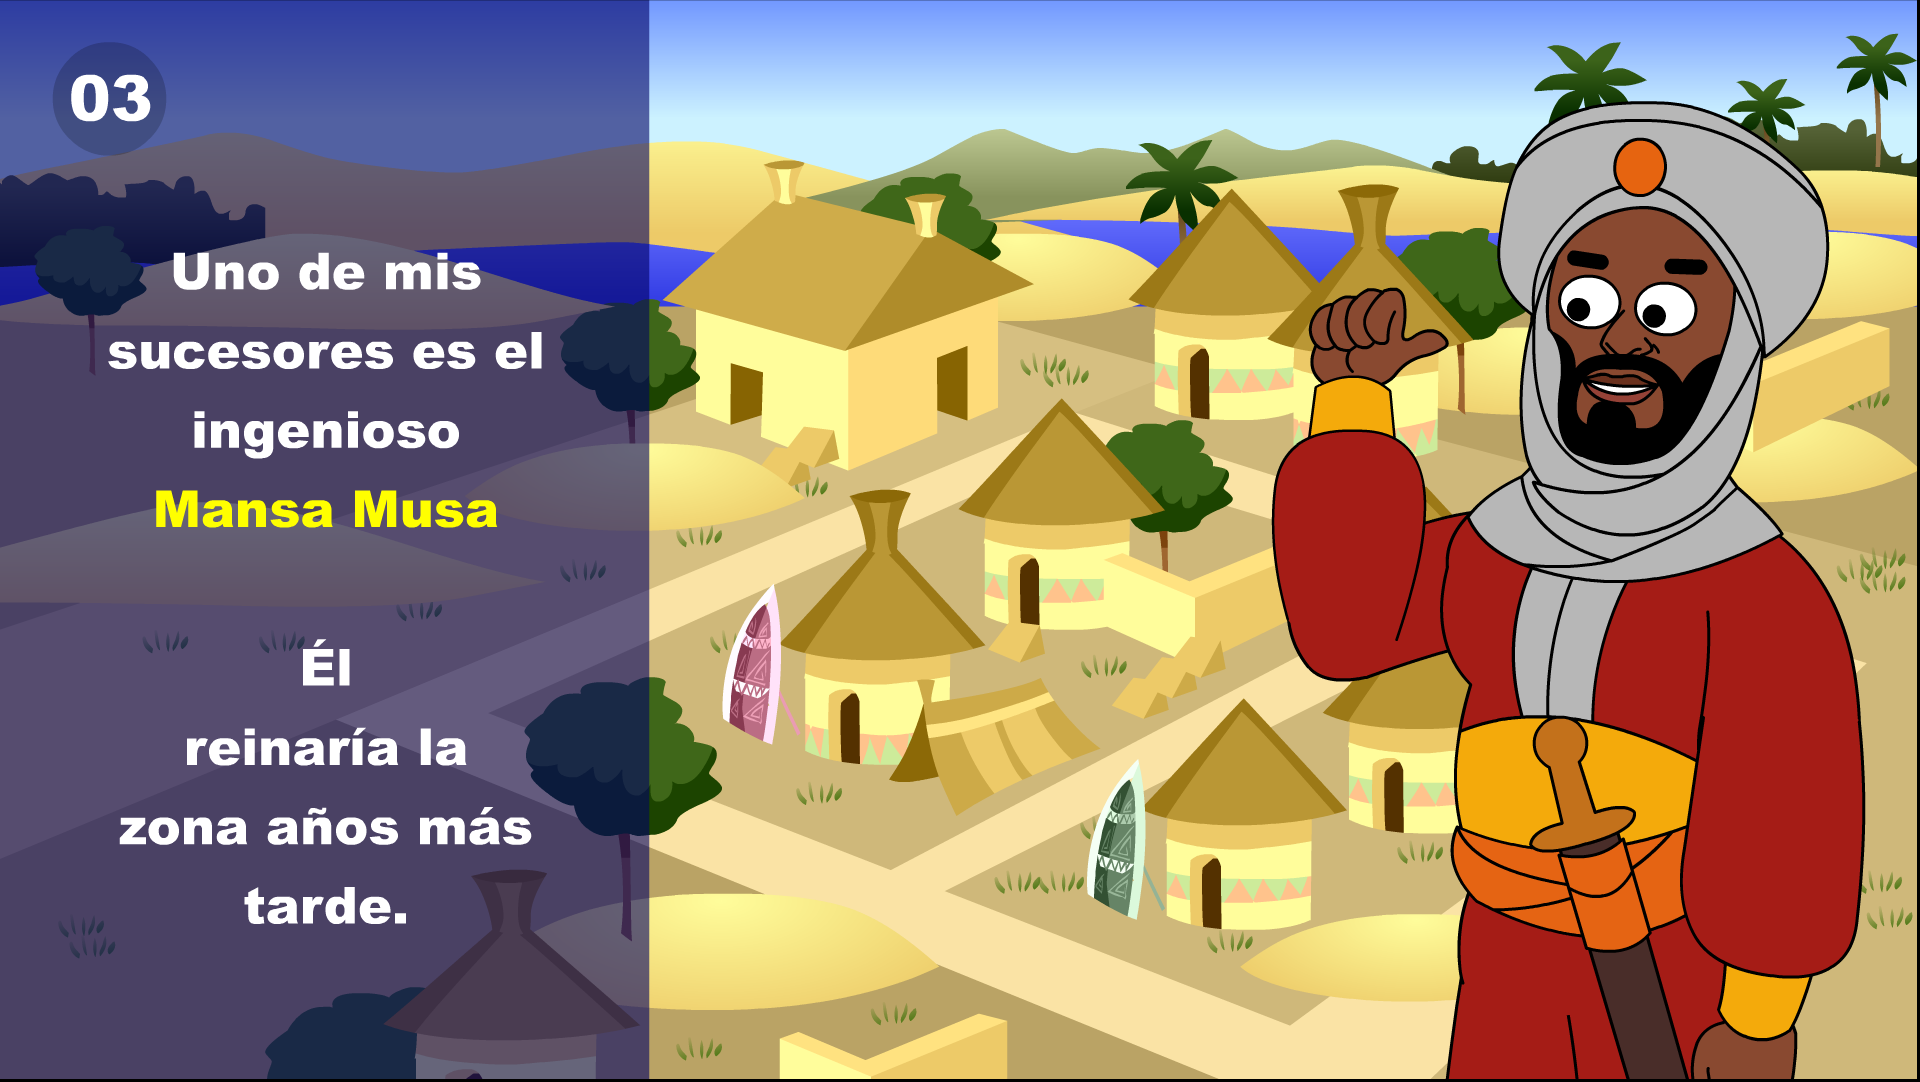 03
Uno de mis
sucesores es el
ingenioso
Mansa Musa
Él
reinaría la
zona años más
tarde.